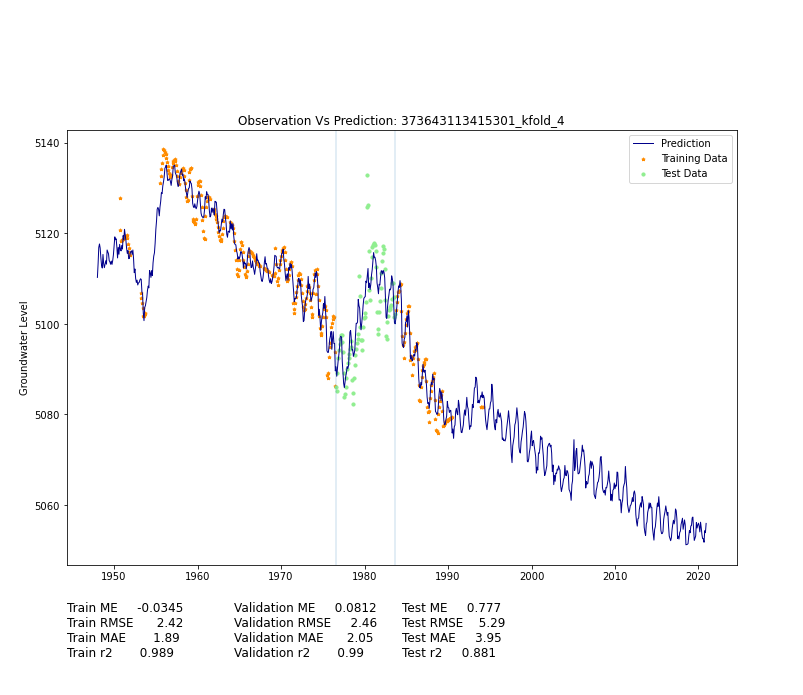 Observation Vs Prediction: 373643113415301_kfold_4
Prediction
Training Data
Test Data
5140
5120
5100
5080
5060
Groundwater Level
1950 1960 1970 1980 1990 2000 2010 2020
Train ME -0.0345 Validation ME 0.0812 Test ME 0.777
Train RMSE 2.42 Validation RMSE 2.46 Test RMSE 5.29
Train MAE 1.89 Validation MAE 2.05 Test MAE 3.95
Train r2 0.989 Validation r2 0.99 Test r2 0.881